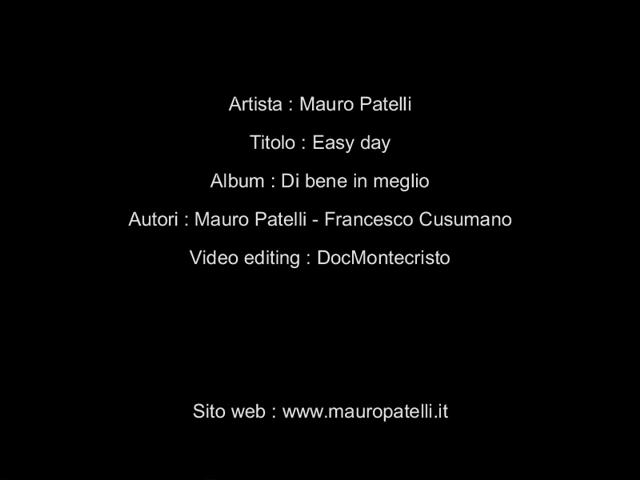 Artista : Mauro Patelli
Titolo : Easy day
Album : Di bene in meglio
Autori : Mauro Patelli - Francesco Cusumano
Video editing : DocMontecristo
Sito web : www.mauropatelli.it